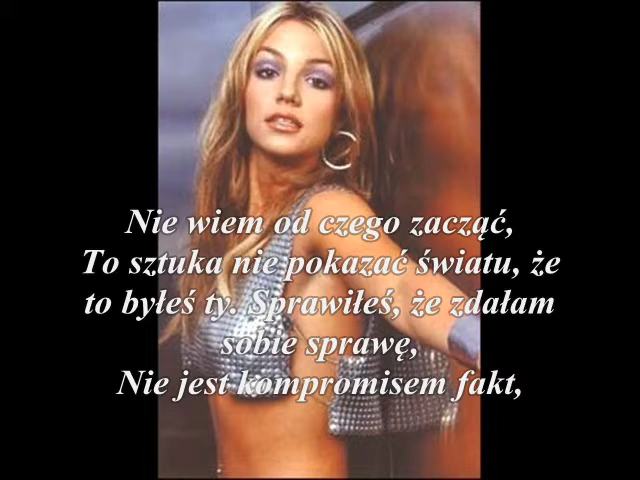 Nie wiem od czego zacząć,
To sztuka nie pokazać światu, że
to byłeś ty. Sprawiłeś, że zdałam
sobie sprawę,
Nie jest kompromisem fakt,